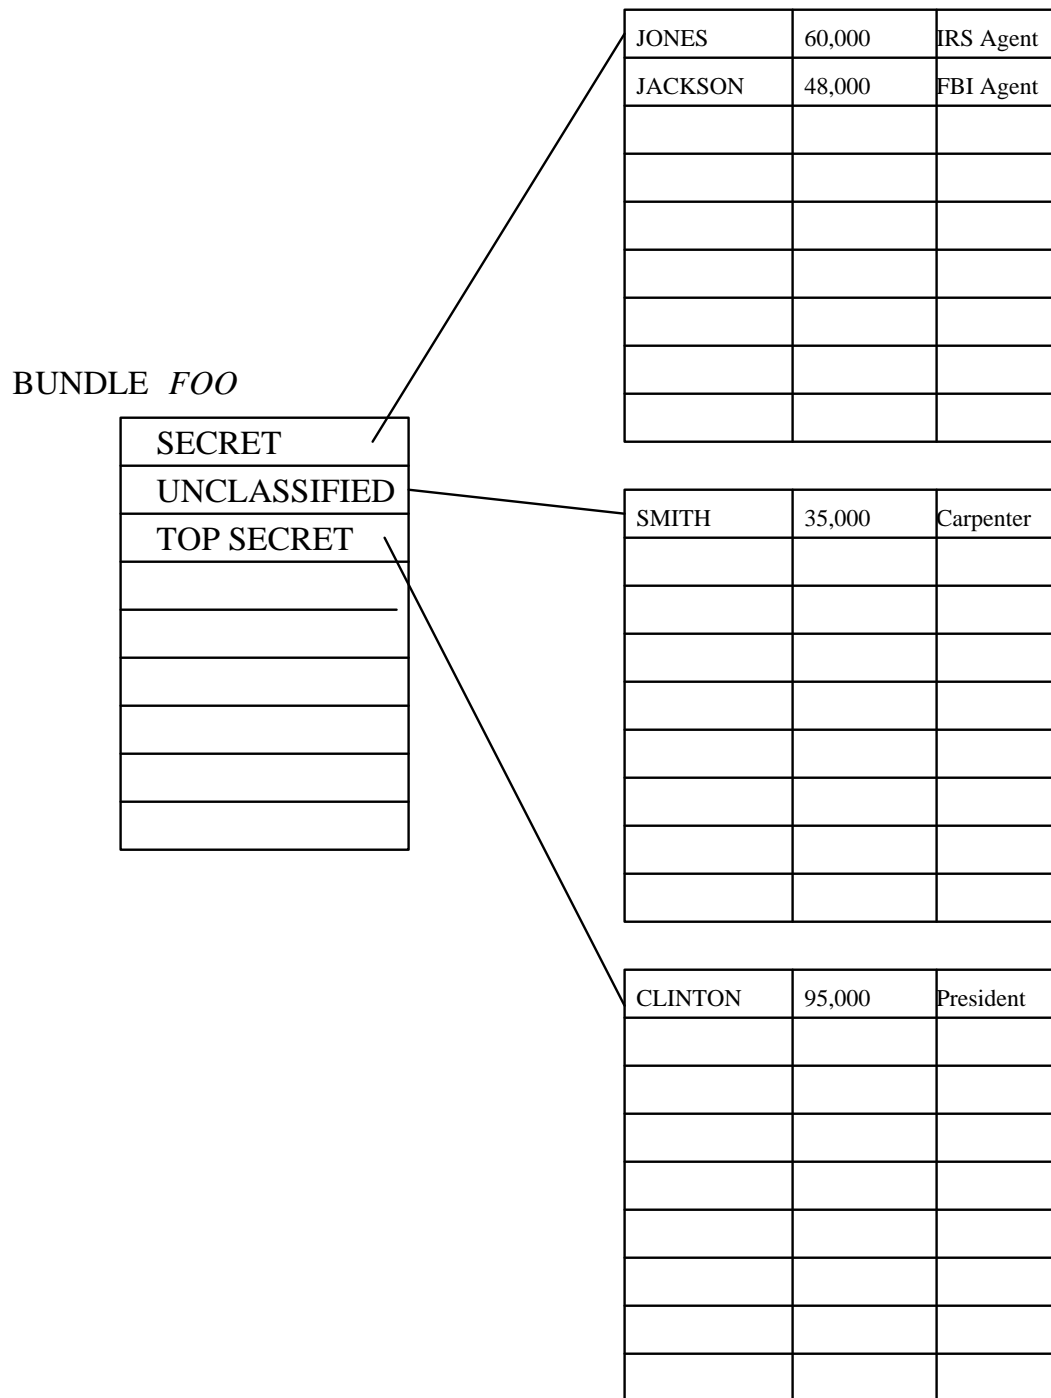 JONES 60,000 IRS Agent
JACKSON 48,000 FBI Agent
BUNDLE FOO
SECRET
UNCLASSIFIED
TOP SECRET
SMITH 35,000 Carpenter
CLINTON 95,000 President